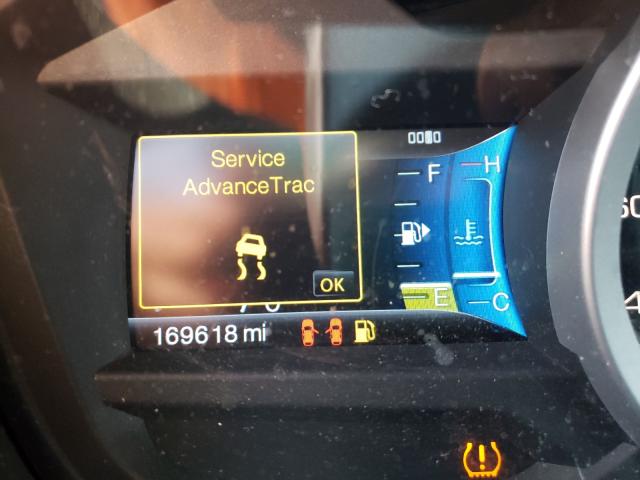 Service
AdvanceTrac
OK
F
H
E
C
169618 mi